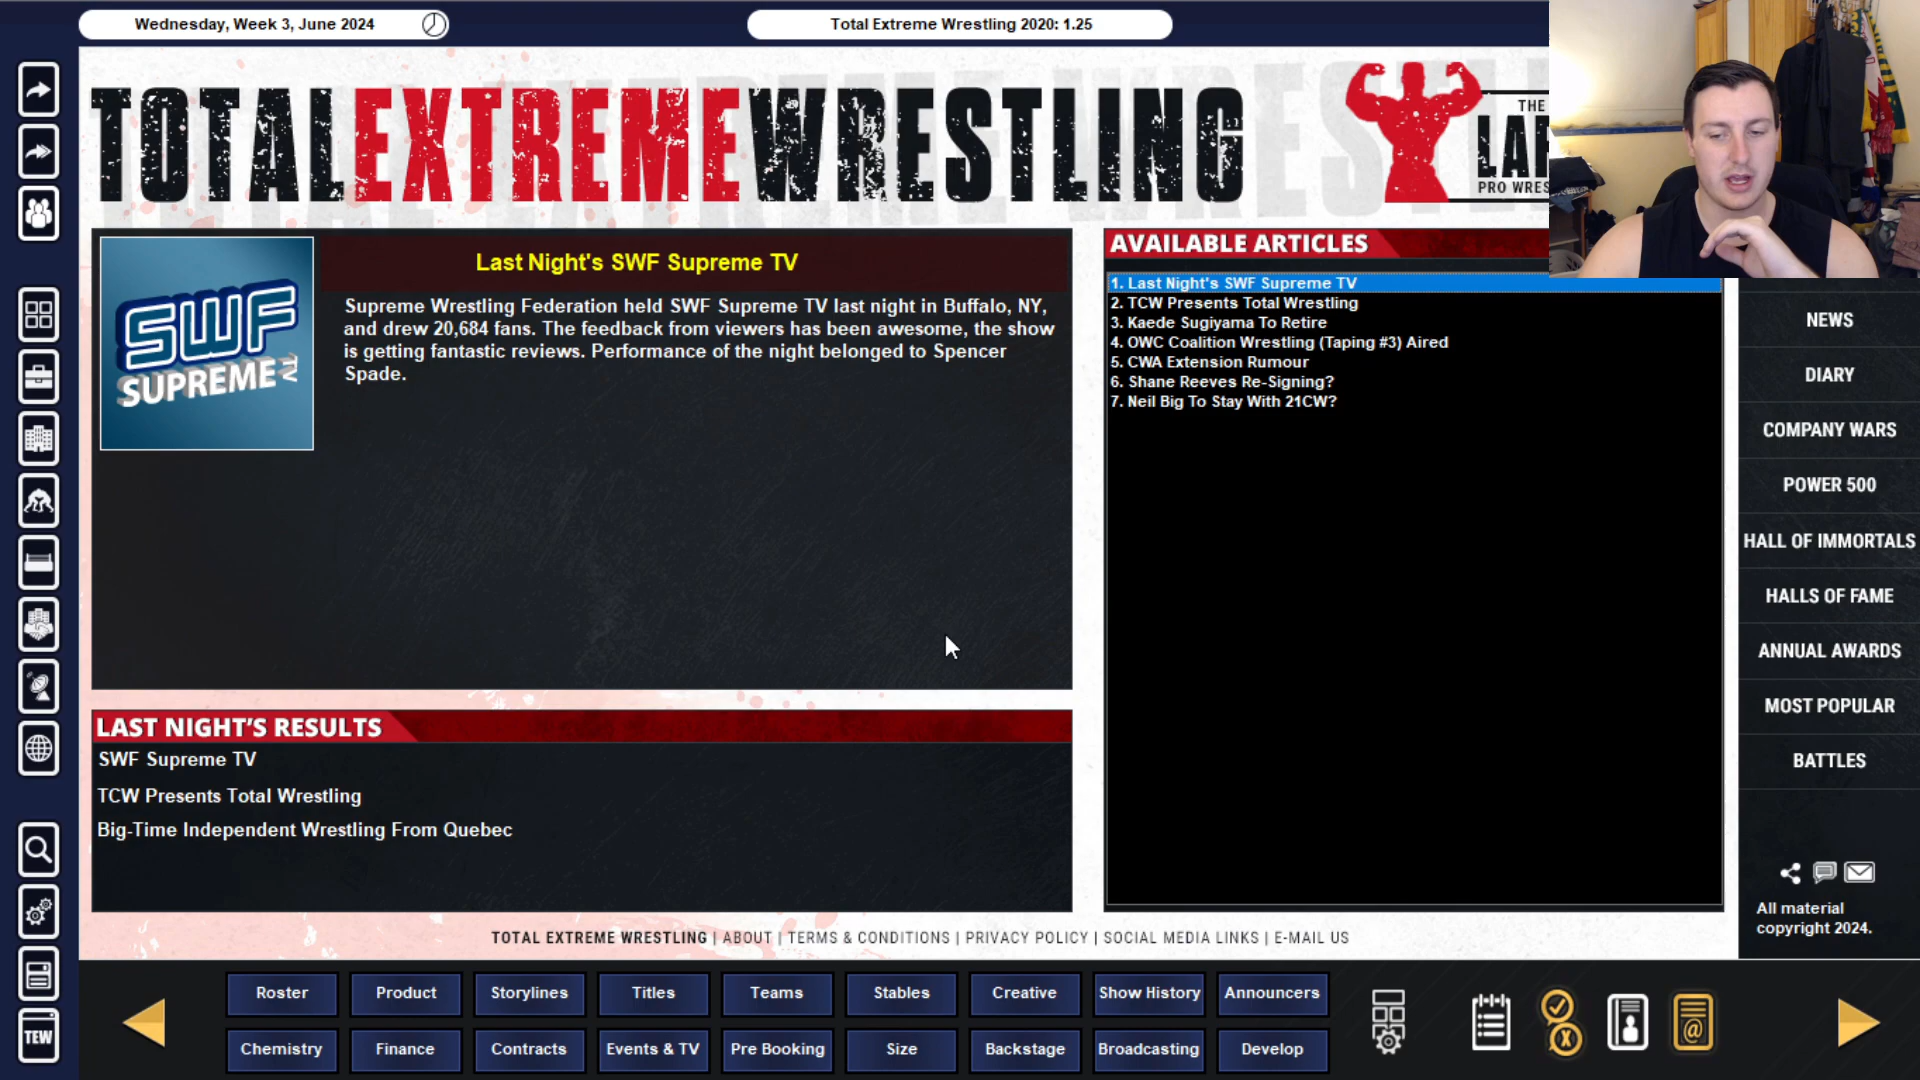 Wednesday, Week 3, June 2024
Total Extreme Wrestling 2020: 1.25
TOTALEXTREMEWRESTLING
THE
PRO WRES
SWF
SUPREME TV
Last Night's SWF Supreme TV
Supreme Wrestling Federation held SWF Supreme TV last night in Buffalo, NY,
and drew 20,684 fans. The feedback from viewers has been awesome, the show
is getting fantastic reviews. Performance of the night belonged to Spencer
Spade.
AVAILABLE ARTICLES
1. Last Night's SWF Supreme TV
2. TCW Presents Total Wrestling
3. Kaede Sugiyama To Retire
4. OWC Coalition Wrestling (Taping #3) Aired
5. CWA Extension Rumour
6. Shane Reeves Re-Signing?
7. Neil Big To Stay With 21CW?
NEWS
DIARY
COMPANY WARS
POWER 500
HALL OF IMMORTALS
HALLS OF FAME
ANNUAL AWARDS
MOST POPULAR
BATTLES
LAST NIGHT'S RESULTS
SWF Supreme TV
TCW Presents Total Wrestling
Big-Time Independent Wrestling From Quebec
All material
copyright 2024.
TOTAL EXTREME WRESTLING | ABOUT | TERMS & CONDITIONS | PRIVACY POLICY | SOCIAL MEDIA LINKS | E-MAIL US
Roster Product Storylines Titles Teams Stables Creative Show History Announcers
Chemistry Finance Contracts Events & TV Pre Booking Size Backstage Broadcasting Develop
TEW